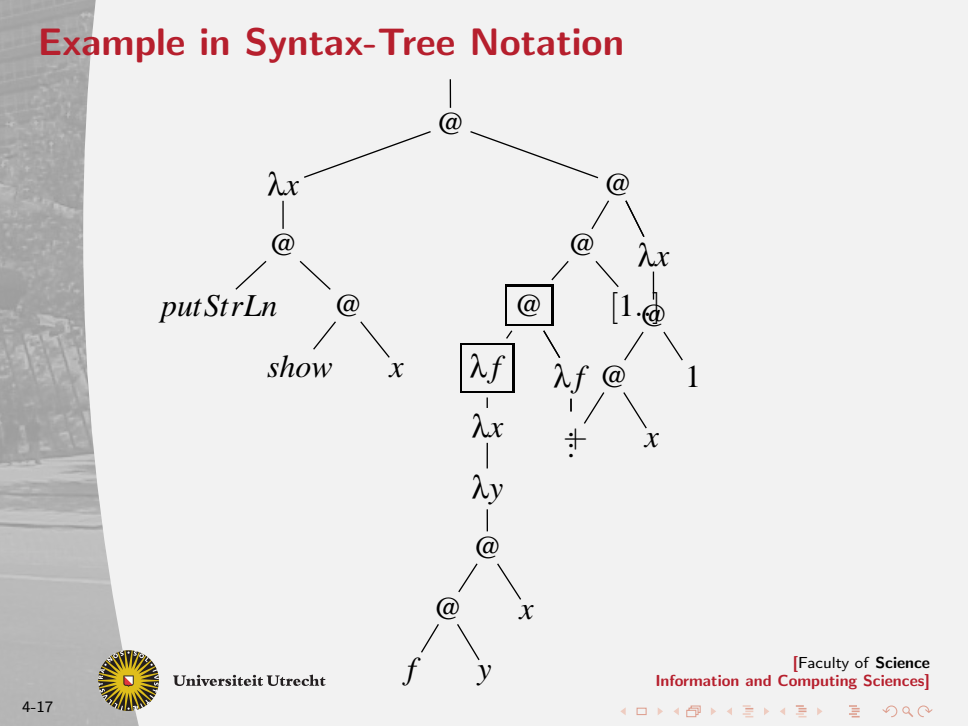 Example in Syntax-Tree Notation
@
λx @
@ @ λx
putStrLn @ @ [1..] @
show x λf λf @ 1
λx ⋮ + x
λy
@
@ x
f y
Universiteit Utrecht
[Faculty of Science
Information and Computing Sciences]
4-17